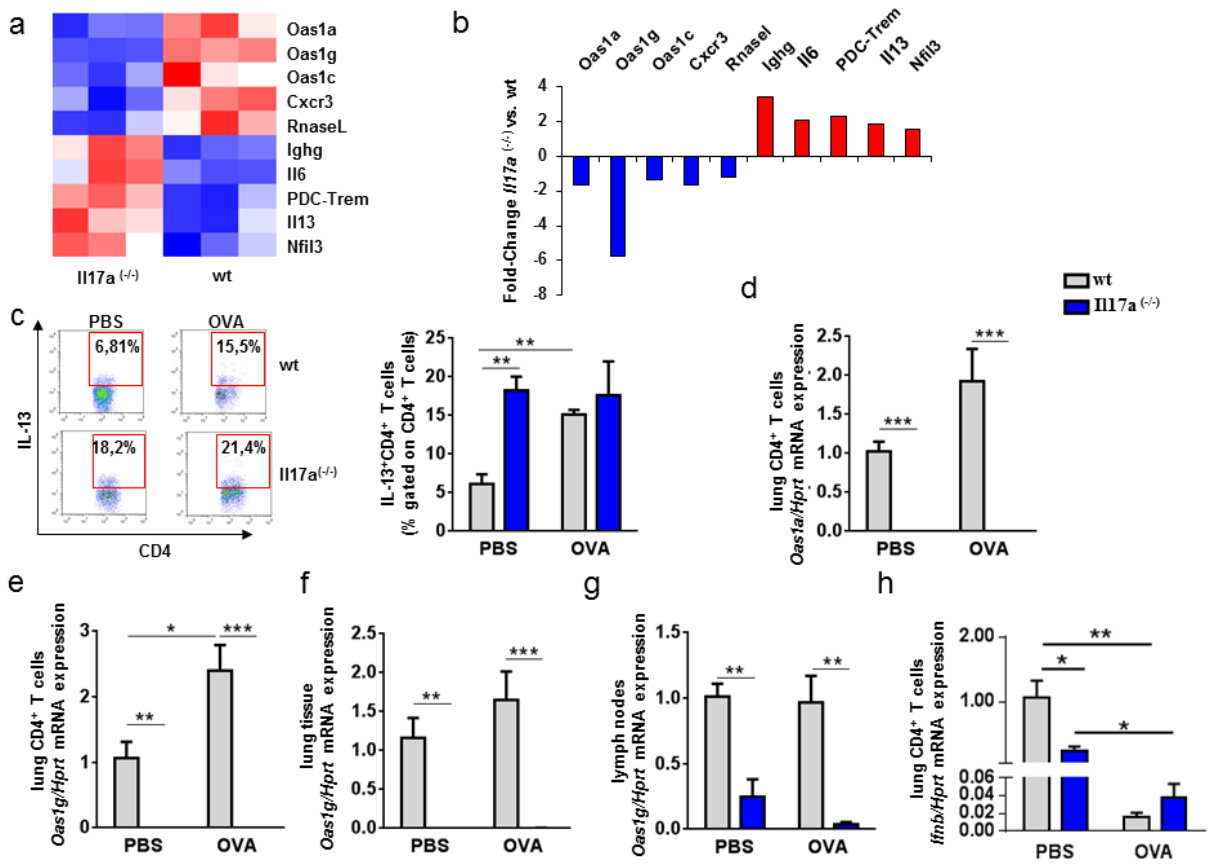 a
Oas1a
Oas1g
Oas1c
Cxcr3
RnaseL
Ighg
Il6
PDC-Trem
Il13
Nfil3
Il17a (-/-) wt
b
Oas1a Oas1g Oas1c Cxcr3 Rnasel Ighg Il6 PDC-Trem Il13 Nfil3
Fold-Change Il17a (-/-) vs. wt
4
2
0
-2
-4
-6
-8
c
PBS OVA
6,81% 15,5%
wt
18,2% 21,4%
Il17a(-/-)
IL-13
CD4
IL-13+CD4+ T cells
(% gated on CD4+ T cells)
25
20
15
10
5
0
** **
PBS OVA
wt
Il17a (-/-)
d
lung CD4+ T cells
Oas1a/Hprt mRNA expression
2.5
2.0
1.5
1.0
0.5
0.0
*** ***
PBS OVA
e
lung CD4+ T cells
Oas1g/Hprt mRNA expression
3
2
1
0
* *** **
PBS OVA
f
lung tissue
Oas1g/Hprt mRNA expression
2.5
2.0
1.5
1.0
0.5
0.0
** ***
PBS OVA
g
lymph nodes
Oas1g/Hprt mRNA expression
1.5
1.0
0.5
0.0
** **
PBS OVA
h
lung CD4+ T cells
Ifnb/Hprt mRNA expression
2.00
1.00
0.06
0.04
0.02
0.00
** * *
PBS OVA